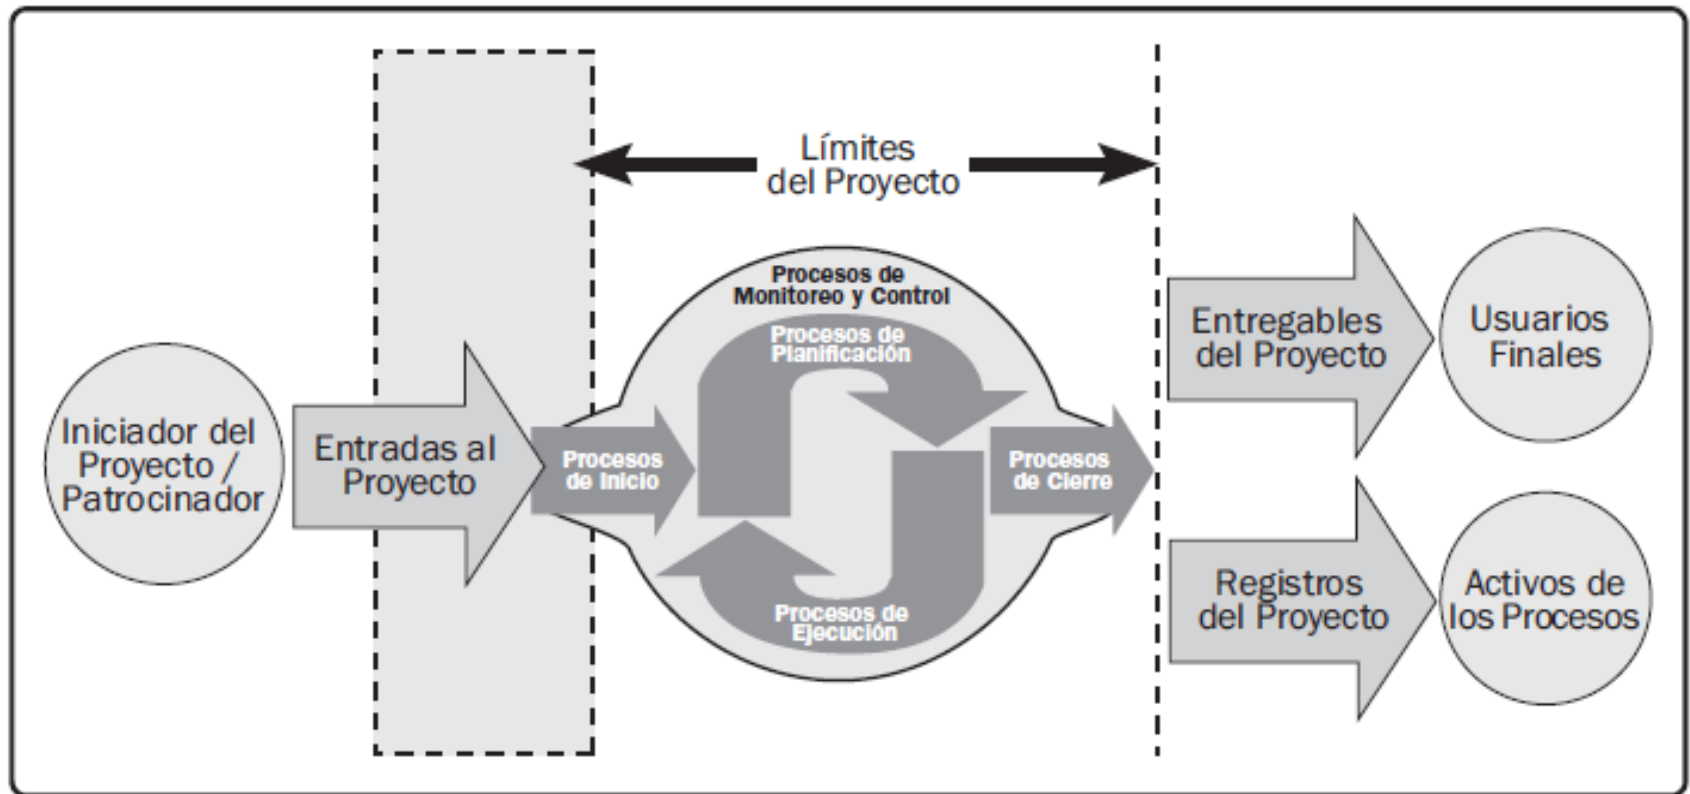 Límites
del Proyecto
Procesos de
Monitoreo y Control
Procesos de
Planificación
Iniciador del
Proyecto /
Patrocinador
Entradas al
Proyecto
Procesos
de Inicio
Procesos
de Cierre
Procesos de
Ejecución
Entregables
del Proyecto
Usuarios
Finales
Registros
del Proyecto
Activos de
los Procesos